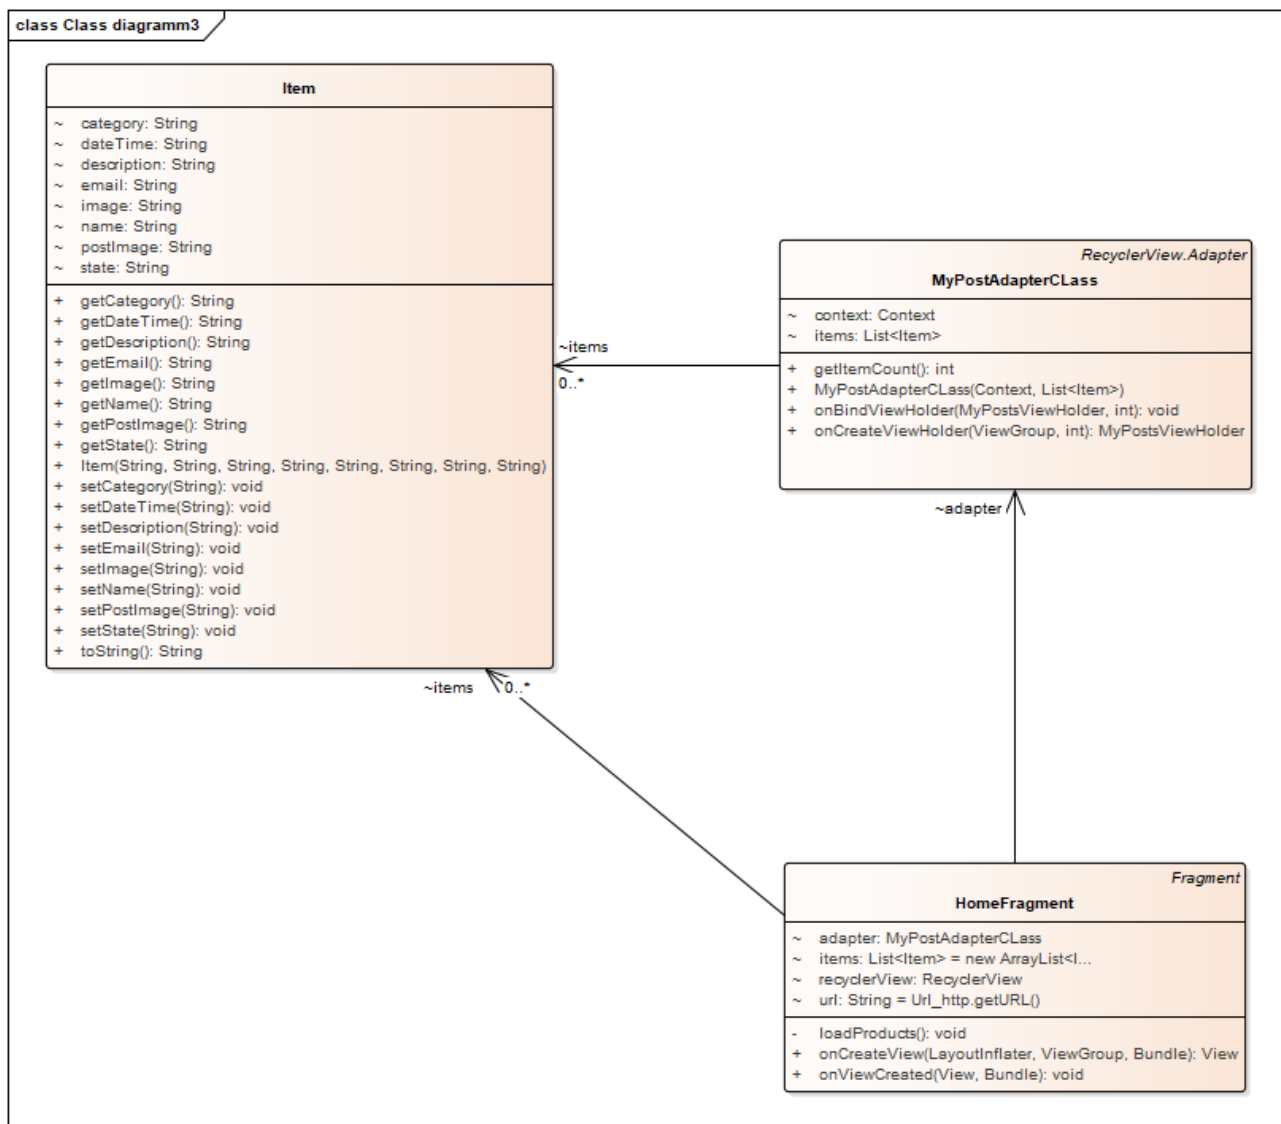 class Class diagramm3
Item
~ category: String
~ dateTime: String
~ description: String
~ email: String
~ image: String
~ name: String
~ postImage: String
~ state: String
+ getCategory(): String
+ getDateTime(): String
+ getDescription(): String
+ getEmail(): String
+ getImage(): String
+ getName(): String
+ getPostImage(): String
+ getState(): String
+ Item(String, String, String, String, String, String, String, String)
+ setCategory(String): void
+ setDateTime(String): void
+ setDescription(String): void
+ setEmail(String): void
+ setImage(String): void
+ setName(String): void
+ setPostImage(String): void
+ setState(String): void
+ toString(): String
~items
0..*
RecyclerView.Adapter
MyPostAdapterCLass
~ context: Context
~ items: List<Item>
+ getItemCount(): int
+ MyPostAdapterCLass(Context, List<Item>)
+ onBindViewHolder(MyPostsViewHolder, int): void
+ onCreateViewHolder(ViewGroup, int): MyPostsViewHolder
~adapter
~items 0..*
Fragment
HomeFragment
~ adapter: MyPostAdapterCLass
~ items: List<Item> = new ArrayList<I...
~ recyclerView: RecyclerView
~ url: String = Url_http.getURL()
- loadProducts(): void
+ onCreateView(LayoutInflater, ViewGroup, Bundle): View
+ onViewCreated(View, Bundle): void